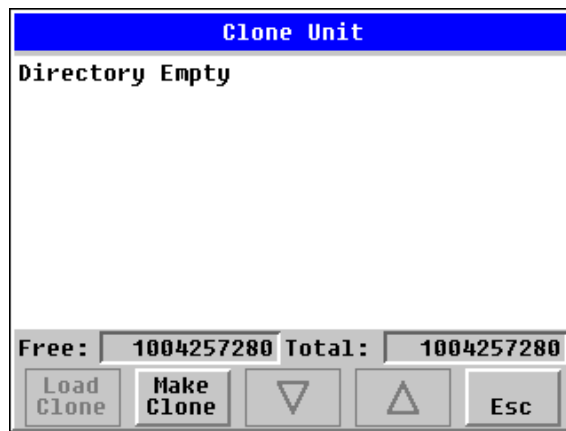 Clone Unit
Directory Empty
Free: 1004257280 Total: 1004257280
Load Clone
Make Clone
Esc